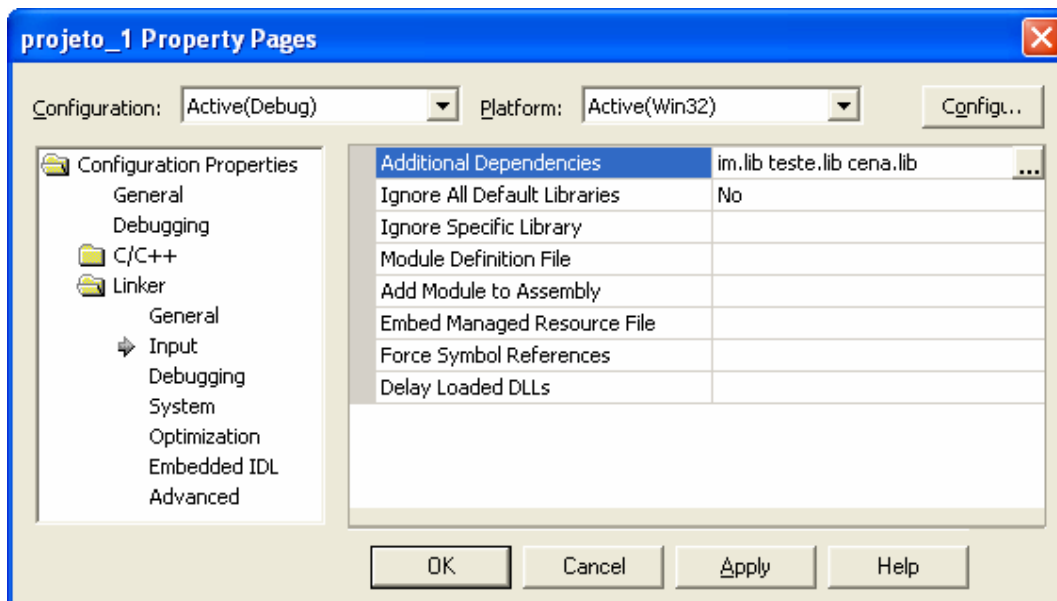 projeto_1 Property Pages
Configuration: Active(Debug) Platform: Active(Win32) Configu...
Configuration Properties
General
Debugging
C/C++
Linker
General
Input
Debugging
System
Optimization
Embedded IDL
Advanced
Additional Dependencies im.lib teste.lib cena.lib ...
Ignore All Default Libraries No
Ignore Specific Library
Module Definition File
Add Module to Assembly
Embed Managed Resource File
Force Symbol References
Delay Loaded DLLs
OK Cancel Apply Help